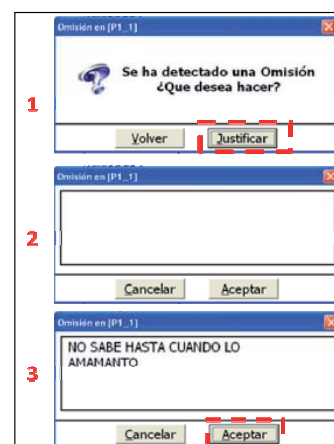 Omisión en [P1_1]
Se ha detectado una Omisión
¿Que desea hacer?
1
Volver Justificar
Omisión en [P1_1]
2
Cancelar Aceptar
Omisión en [P1_1]
NO SABE HASTA CUANDO LO
AMAMANTO
3
Cancelar Aceptar